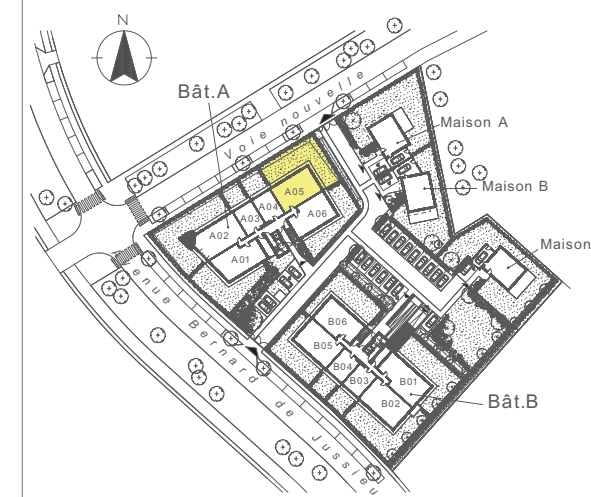 N
Bât.A
Voie nouvelle
Maison A
A05
Maison B
A04
A06
A03
A02
A01
Maison
B06
B05
B04
B03
B01
B02
Bât.B
enue Bernard de Jussieu